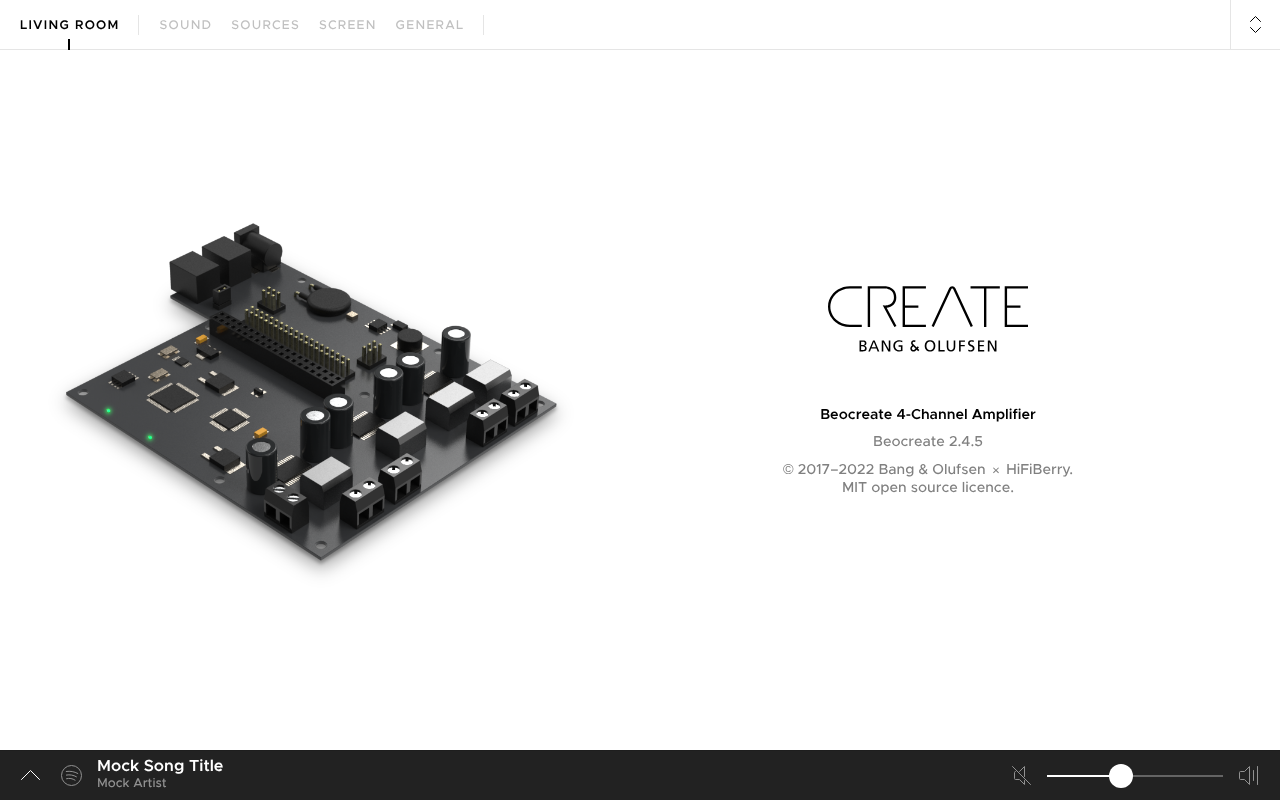 LIVING ROOM
SOUND
SOURCES
SCREEN
GENERAL
CREATE
BANG & OLUFSEN
Beocreate 4-Channel Amplifier
Beocreate 2.4.5
© 2017–2022 Bang & Olufsen × HiFiBerry.
MIT open source licence.
Mock Song Title
Mock Artist